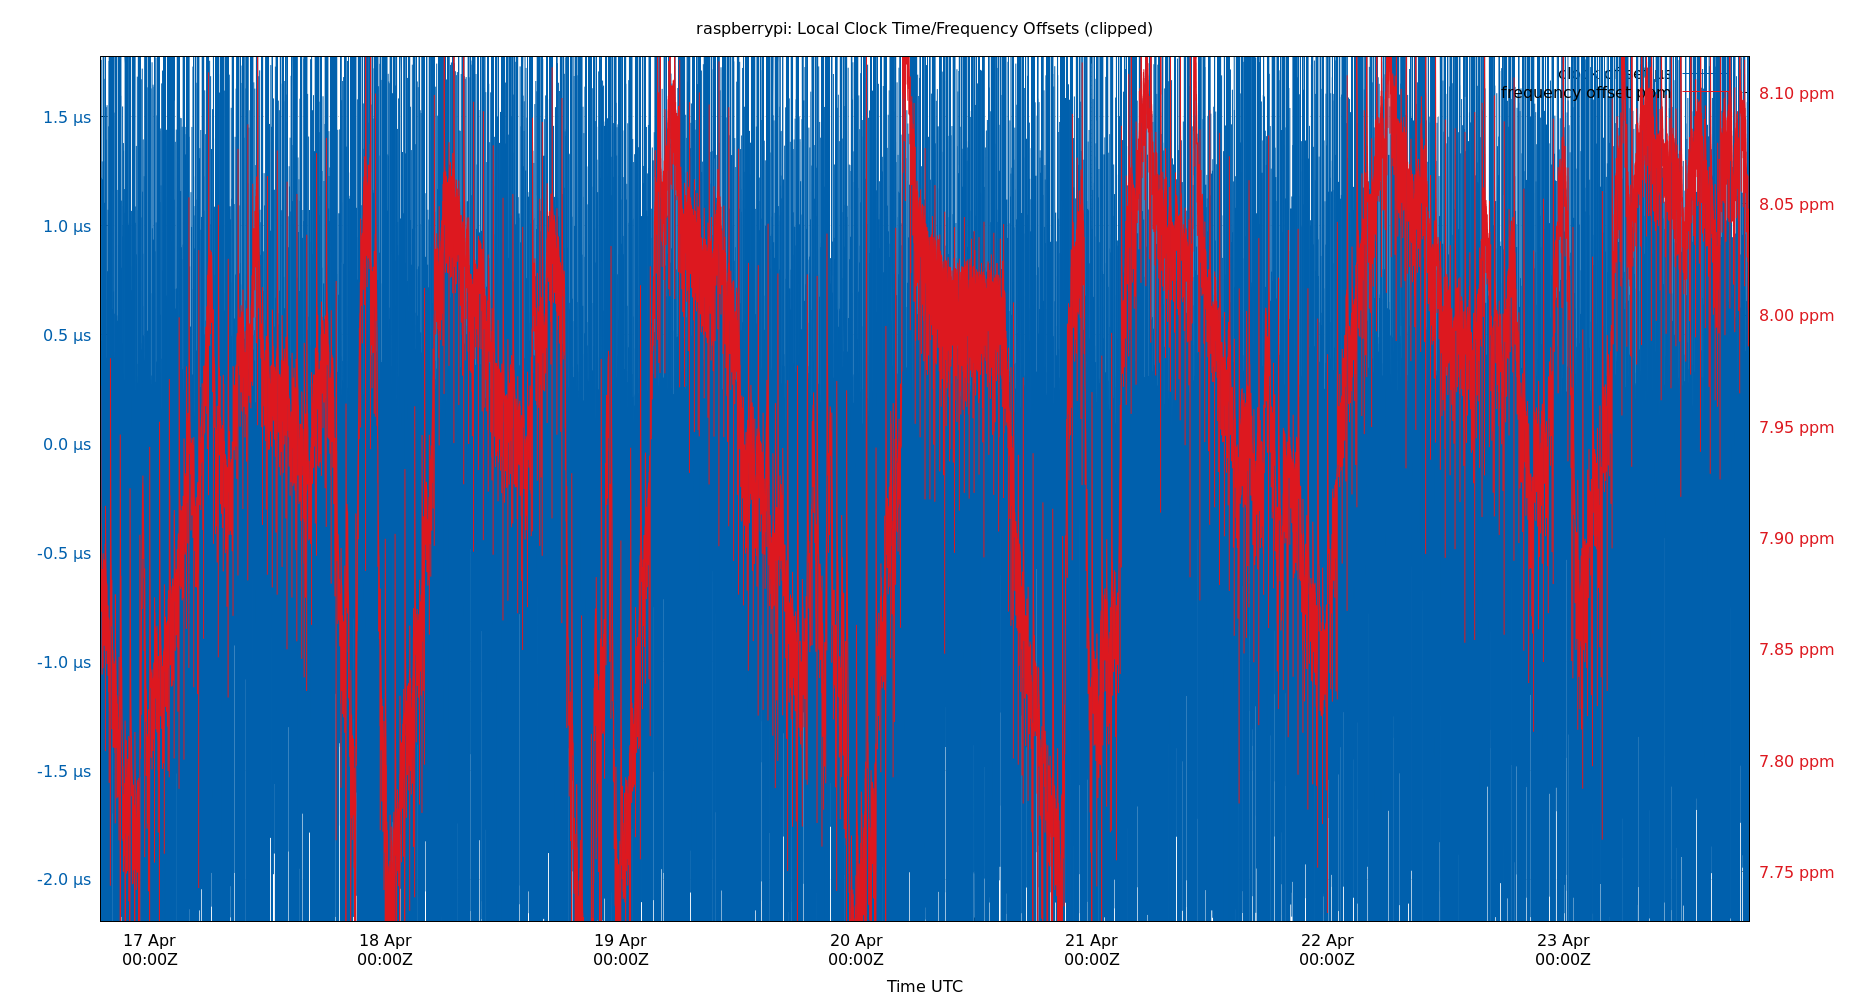 raspberrypi: Local Clock Time/Frequency Offsets (clipped)
clock offset µs
frequency offset ppm
1.5 µs
1.0 µs
0.5 µs
0.0 µs
-0.5 µs
-1.0 µs
-1.5 µs
-2.0 µs
8.10 ppm
8.05 ppm
8.00 ppm
7.95 ppm
7.90 ppm
7.85 ppm
7.80 ppm
7.75 ppm
17 Apr
00:00Z
18 Apr
00:00Z
19 Apr
00:00Z
20 Apr
00:00Z
21 Apr
00:00Z
22 Apr
00:00Z
23 Apr
00:00Z
Time UTC